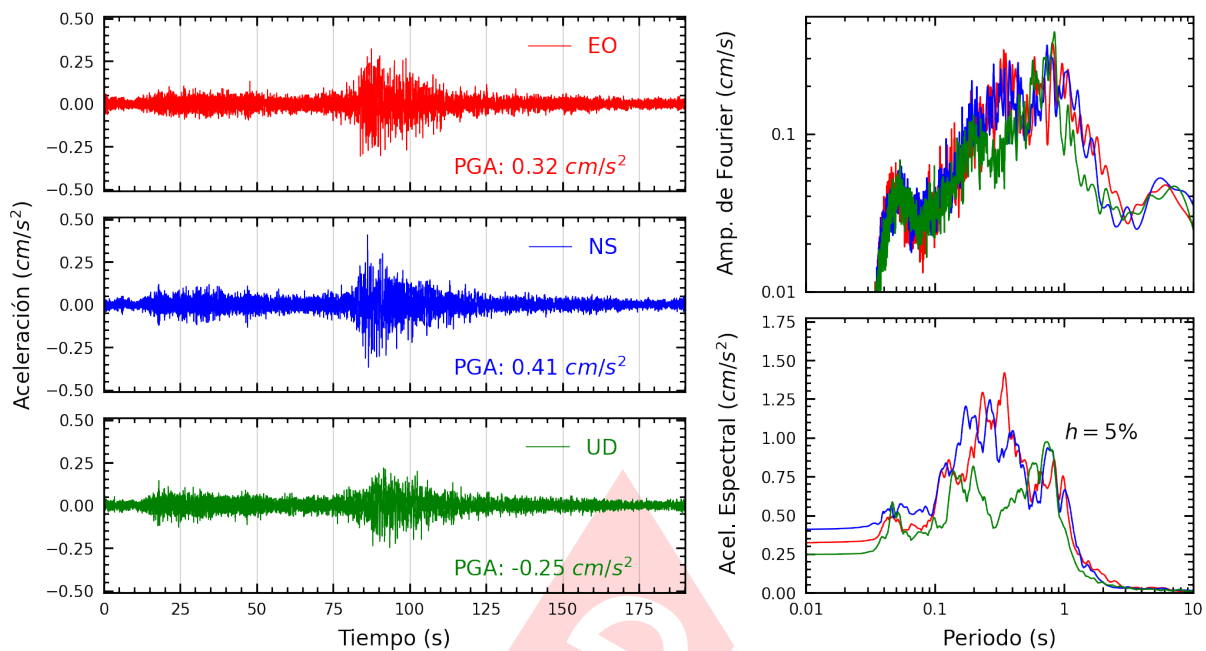 Aceleración (cm/s²)
0.50
0.25
0.00
−0.25
−0.50
EO
PGA: 0.32 cm/s²
0.50
0.25
0.00
−0.25
−0.50
NS
PGA: 0.41 cm/s²
0.50
0.25
0.00
−0.25
−0.50
UD
PGA: -0.25 cm/s²
0 25 50 75 100 125 150 175
Tiempo (s)
Amp. de Fourier (cm/s)
0.1
0.01
Acel. Espectral (cm/s²)
1.75
1.50
1.25
1.00
0.75
0.50
0.25
0.00
h = 5%
0.01 0.1 1 10
Periodo (s)